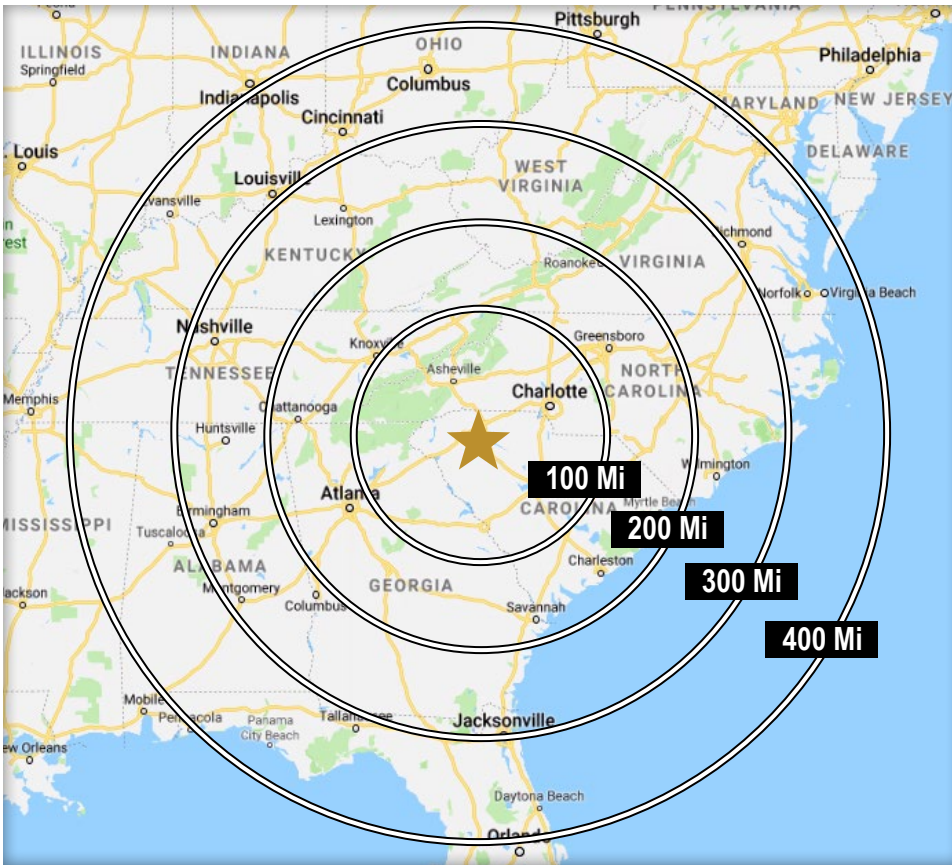 Peoria
Pittsburgh
PENNSYLVANIA
ILLINOIS
INDIANA
OHIO
Springfield
Columbus
Philadelphia
Indianapolis
MARYLAND
NEW JERSEY
Cincinnati
. Louis
WEST
VIRGINIA
DELAWARE
Louisville
Evansville
Lexington
Richmond
KENTUCKY
Roanoke
VIRGINIA
Norfolk
Virginia Beach
Nashville
Knoxville
Greensboro
TENNESSEE
Asheville
NORTH
CAROLINA
Memphis
Charlotte
Chattanooga
Huntsville
Wilmington
100 Mi
Atlanta
CAROLINA
Myrtle Beach
Birmingham
200 Mi
MISSISSIPPI
Tuscaloosa
Charleston
ALABAMA
300 Mi
Montgomery
GEORGIA
Jackson
Columbus
Savannah
400 Mi
Mobile
Pensacola
Panama
City Beach
Tallahassee
Jacksonville
ew Orleans
Daytona Beach
Orlando